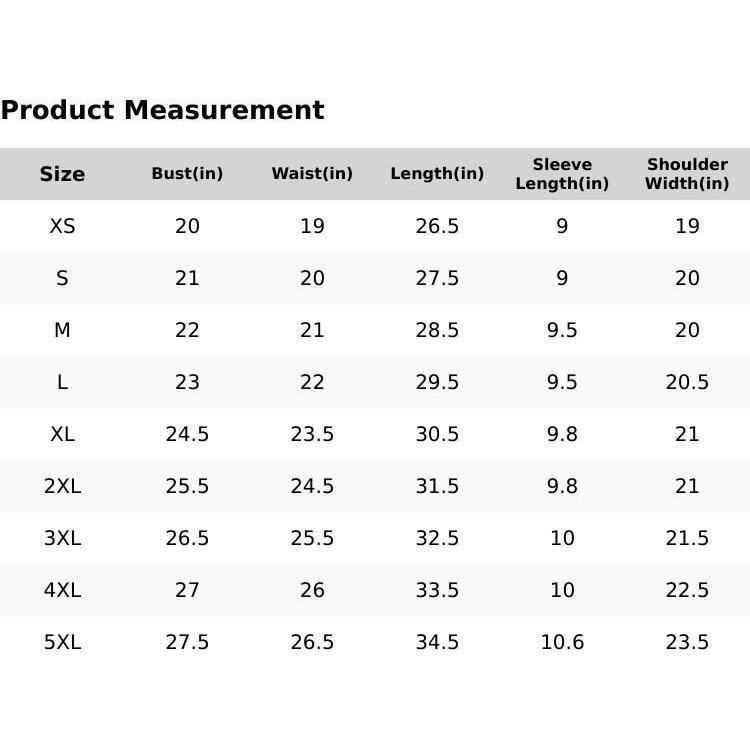 Product Measurement
Size Bust(in) Waist(in) Length(in) Sleeve Length(in) Shoulder Width(in)
XS 20 19 26.5 9 19
S 21 20 27.5 9 20
M 22 21 28.5 9.5 20
L 23 22 29.5 9.5 20.5
XL 24.5 23.5 30.5 9.8 21
2XL 25.5 24.5 31.5 9.8 21
3XL 26.5 25.5 32.5 10 21.5
4XL 27 26 33.5 10 22.5
5XL 27.5 26.5 34.5 10.6 23.5